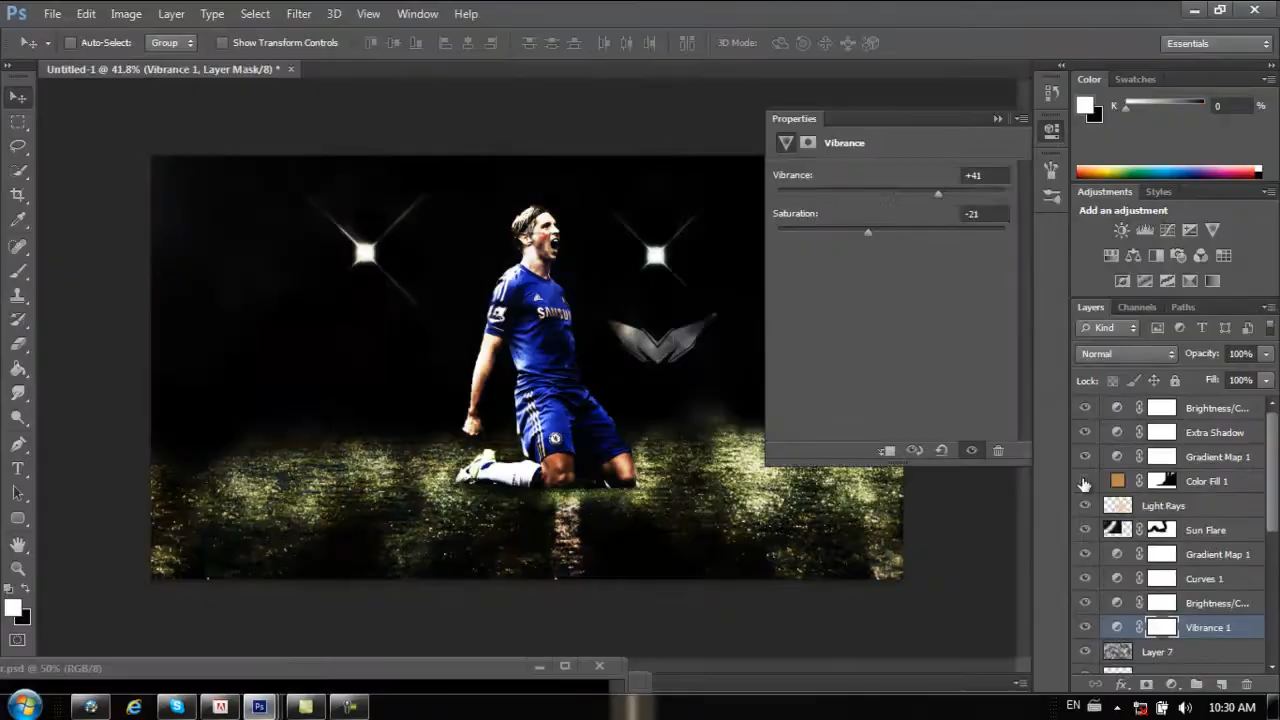 Ps File Edit Image Layer Type Select Filter 3D View Window Help
Auto-Select: Group Show Transform Controls 3D Mode: Essentials
Untitled-1 @ 41.8% (Vibrance 1, Layer Mask/8) * ×
Color Swatches
K 0 %
Properties
Vibrance
Vibrance: +41
Saturation: -21
Adjustments Styles
Add an adjustment
SAMSUN
Layers Channels Paths
Kind
Normal Opacity: 100%
Lock: Fill: 100%
Brightness/C...
Extra Shadow
Gradient Map 1
Color Fill 1
Light Rays
Sun Flare
Gradient Map 1
Curves 1
Brightness/C...
Vibrance 1
Layer 7
r.psd @ 50% (RGB/8)
EN 10:30 AM